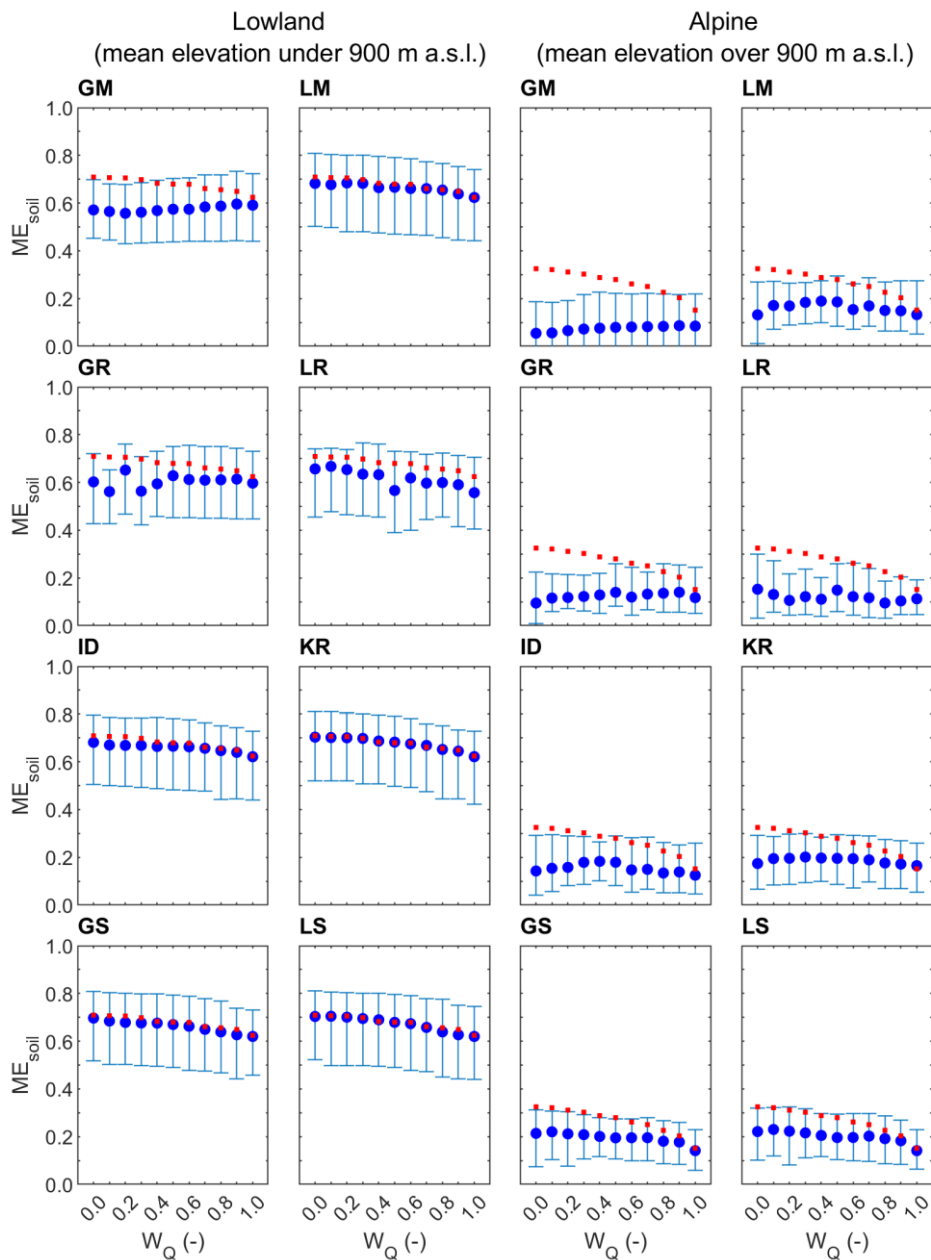 Lowland
(mean elevation under 900 m a.s.l.)
Alpine
(mean elevation over 900 m a.s.l.)
GM
LM
GM
LM
1.0
0.8
0.6
0.4
0.2
0.0
ME_soil
GR
LR
GR
LR
1.0
0.8
0.6
0.4
0.2
0.0
ME_soil
ID
KR
ID
KR
1.0
0.8
0.6
0.4
0.2
0.0
ME_soil
GS
LS
GS
LS
1.0
0.8
0.6
0.4
0.2
0.0
ME_soil
0.0 0.2 0.4 0.6 0.8 1.0
0.0 0.2 0.4 0.6 0.8 1.0
0.0 0.2 0.4 0.6 0.8 1.0
0.0 0.2 0.4 0.6 0.8 1.0
W_Q (-)
W_Q (-)
W_Q (-)
W_Q (-)